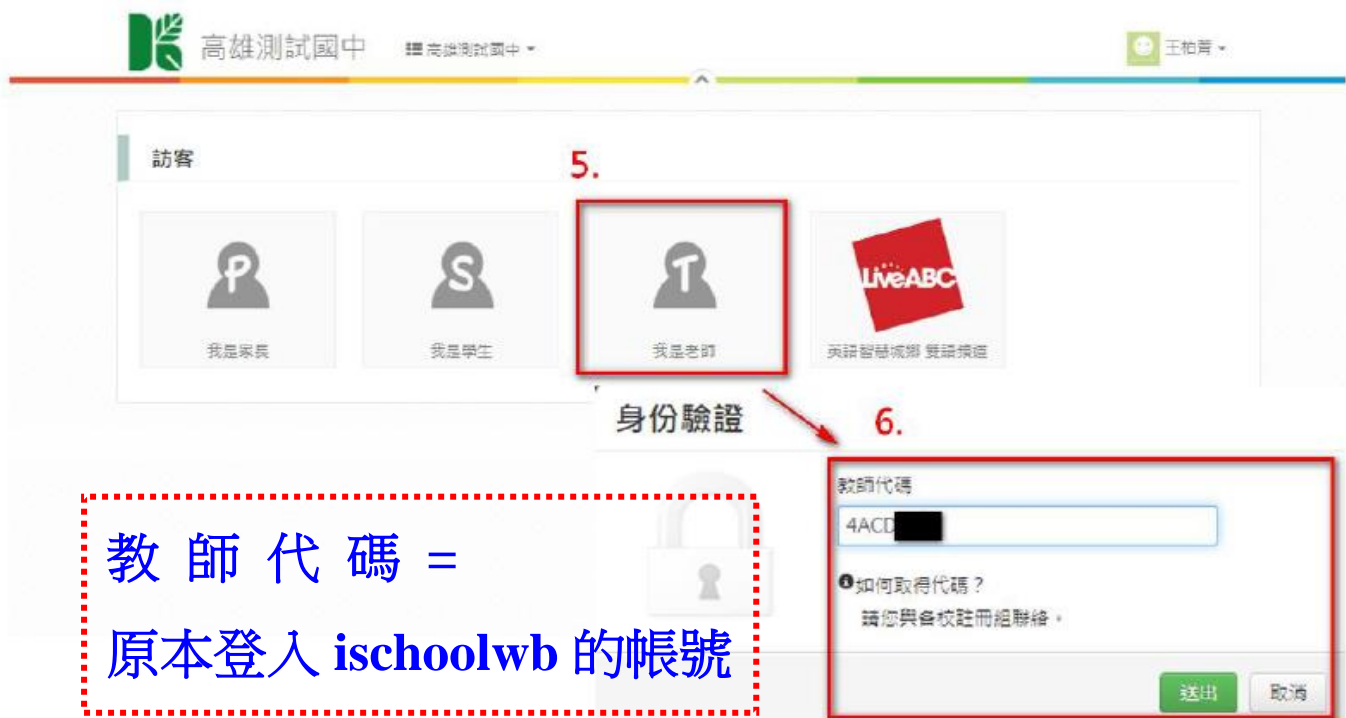 高雄測試國中 高雄測試國中
王柏菁
訪客
5.
P
S
T
LiveABC
我是家長
我是學生
我是老師
英語智慧城鄉 雙語頻道
身份驗證
6.
教師代碼
4ACD
如何取得代碼？
請您與各校註冊組聯絡。
教 師 代 碼 =
原本登入 ischoolwb 的帳號
送出 取消